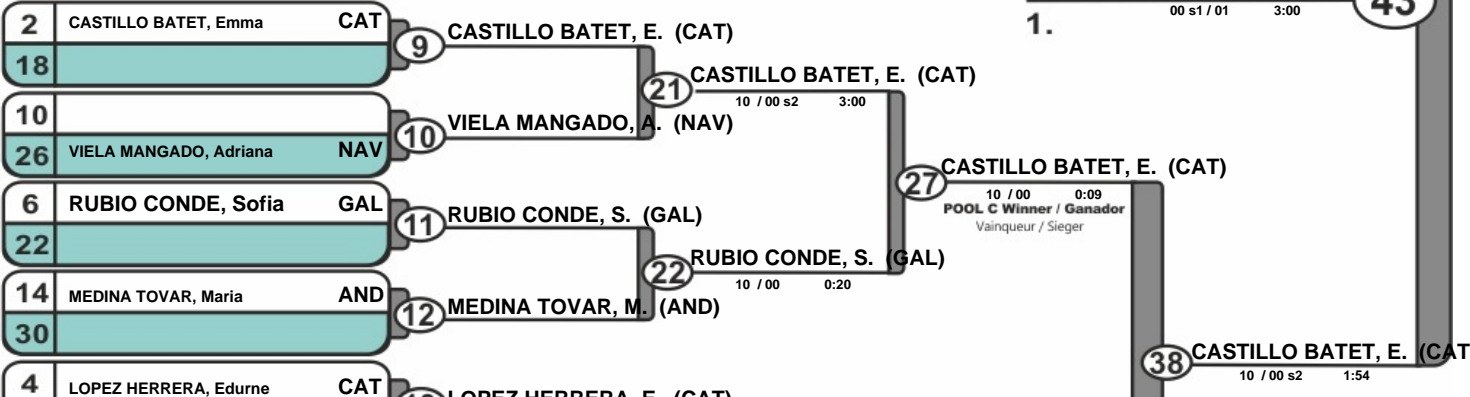 2 CASTILLO BATET, Emma CAT
18
9 CASTILLO BATET, E. (CAT)
10
26 VIELA MANGADO, Adriana NAV
10 VIELA MANGADO, A. (NAV)
21 CASTILLO BATET, E. (CAT)
10 / 00 s2 3:00
6 RUBIO CONDE, Sofia GAL
22
11 RUBIO CONDE, S. (GAL)
14 MEDINA TOVAR, Maria AND
30
12 MEDINA TOVAR, M. (AND)
22 RUBIO CONDE, S. (GAL)
10 / 00 0:20
27 CASTILLO BATET, E. (CAT)
10 / 00 0:09
POOL C Winner / Ganador
Vainqueur / Sieger
4 LOPEZ HERRERA, Edurne CAT
LOPEZ HERRERA, E. (CAT)
38 CASTILLO BATET, E. (CAT
10 / 00 s2 1:54
00 s1 / 01 3:00
43
1.